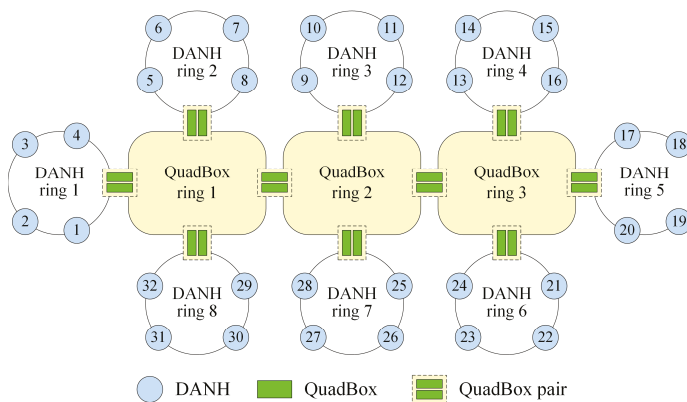 6 7 10 11 14 15
DANH
ring 2
DANH
ring 3
DANH
ring 4
5 8 9 12 13 16
3 4 17 18
DANH
ring 1
QuadBox
ring 1
QuadBox
ring 2
QuadBox
ring 3
DANH
ring 5
2 1 20 19
32 29 28 25 24 21
DANH
ring 8
DANH
ring 7
DANH
ring 6
31 30 27 26 23 22
DANH QuadBox QuadBox pair